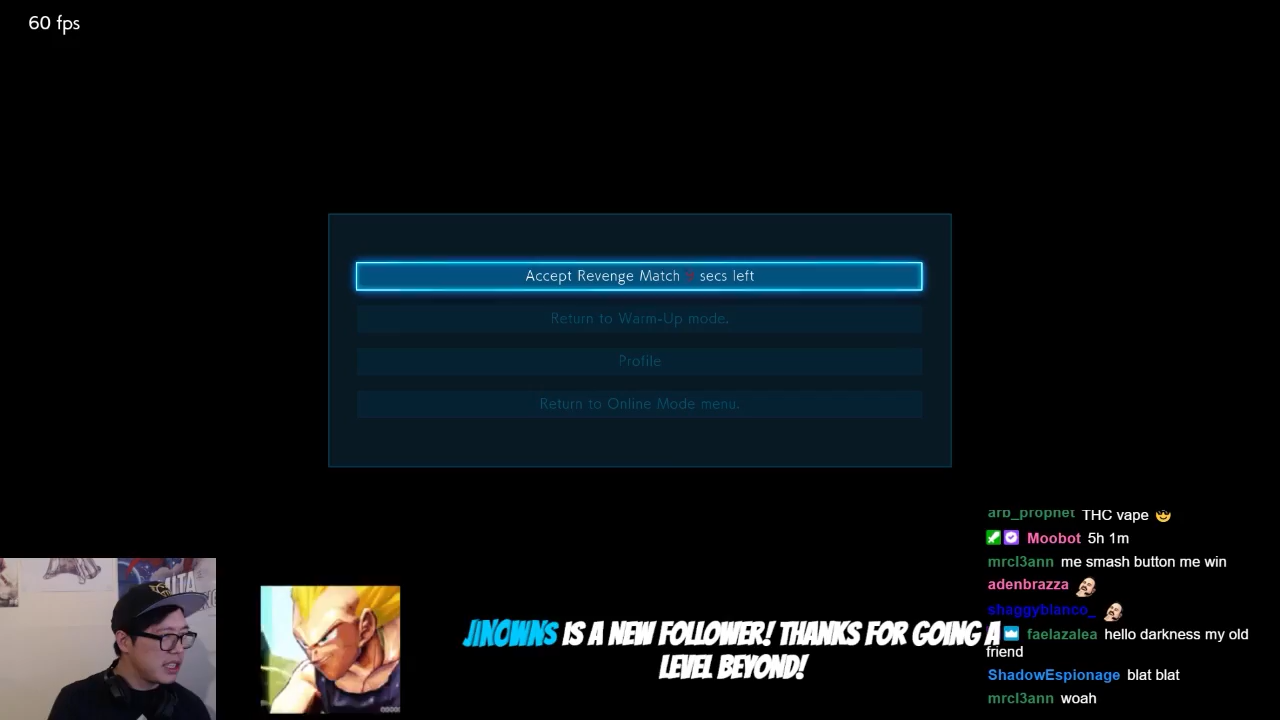 60 fps
Accept Revenge Match secs left
Return to Warm-Up mode.
Profile
Return to Online Mode menu.
arb_prophet THC vape
Moobot 5h 1m
mrcl3ann me smash button me win
adenbrazza
shaggyblanco_
faelazalea hello darkness my old
friend
ShadowEspionage blat blat
mrcl3ann woah
JINOWNS IS A NEW FOLLOWER! THANKS FOR GOING A
LEVEL BEYOND!